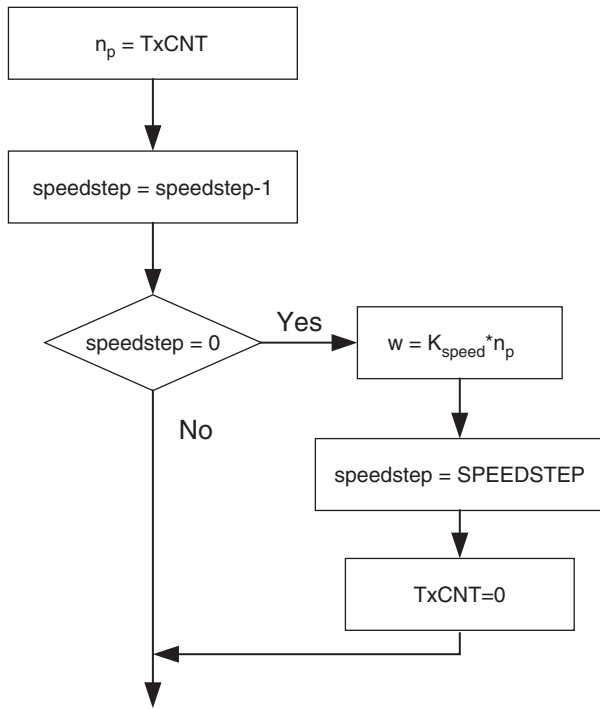 n_p = TxCNT
speedstep = speedstep-1
speedstep = 0
Yes
w = K_speed*n_p
No
speedstep = SPEEDSTEP
TxCNT=0